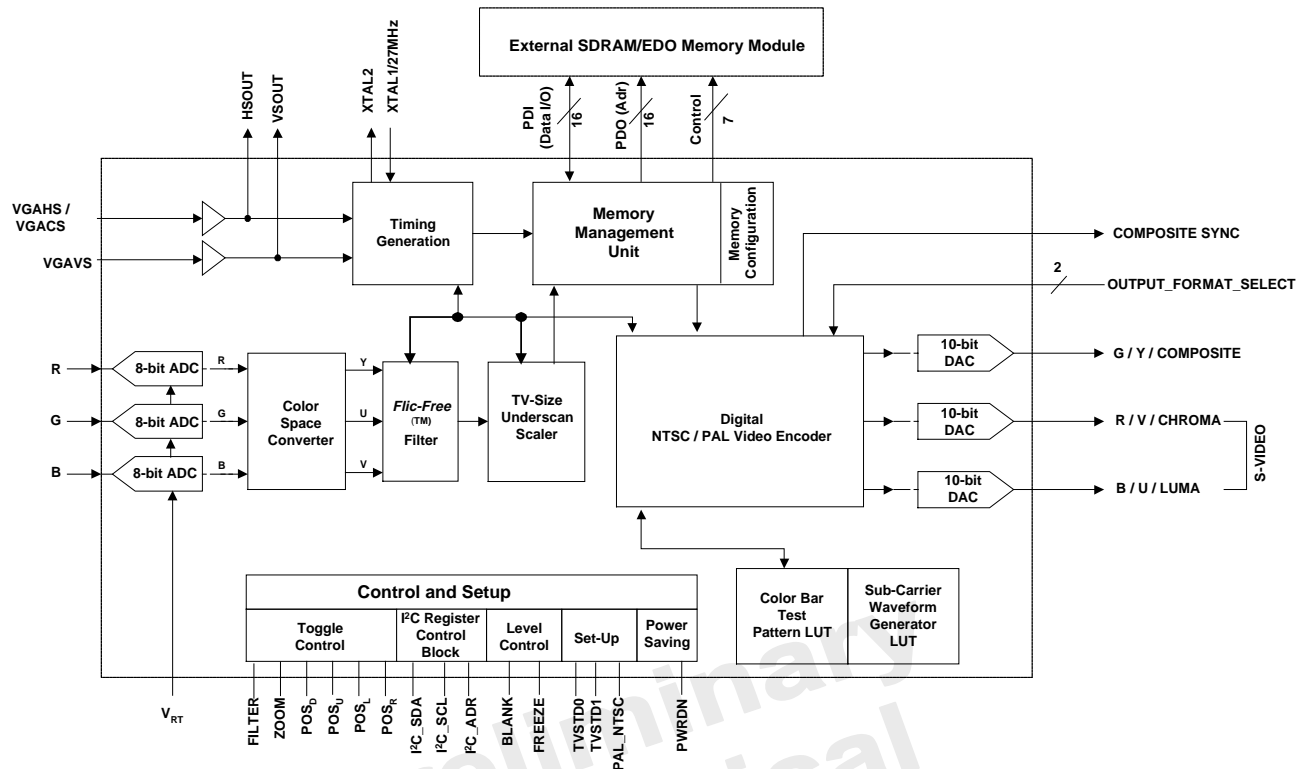 External SDRAM/EDO Memory Module
HSOUT
VSOUT
XTAL2
XTAL1/27MHz
PDI
(Data I/O)
16
PDO (Adr)
16
Control
7
VGAHS /
VGACS
VGAVS
Timing
Generation
Memory
Management
Unit
Memory
Configuration
COMPOSITE SYNC
2
OUTPUT_FORMAT_SELECT
R
8-bit ADC
R
G
8-bit ADC
G
B
8-bit ADC
B
Color
Space
Converter
Y
U
V
Flic-Free
(TM)
Filter
TV-Size
Underscan
Scaler
Digital
NTSC / PAL Video Encoder
10-bit
DAC
G / Y / COMPOSITE
10-bit
DAC
R / V / CHROMA
10-bit
DAC
B / U / LUMA
S-VIDEO
Color Bar
Test
Pattern LUT
Sub-Carrier
Waveform
Generator
LUT
Control and Setup
Toggle
Control
I²C Register
Control
Block
Level
Control
Set-Up
Power
Saving
VRT
FILTER
ZOOM
POSD
POSU
POSL
POSR
I²C_SDA
I²C_SCL
I²C_ADR
BLANK
FREEZE
TVSTD0
TVSTD1
PAL_NTSC
PWRDN